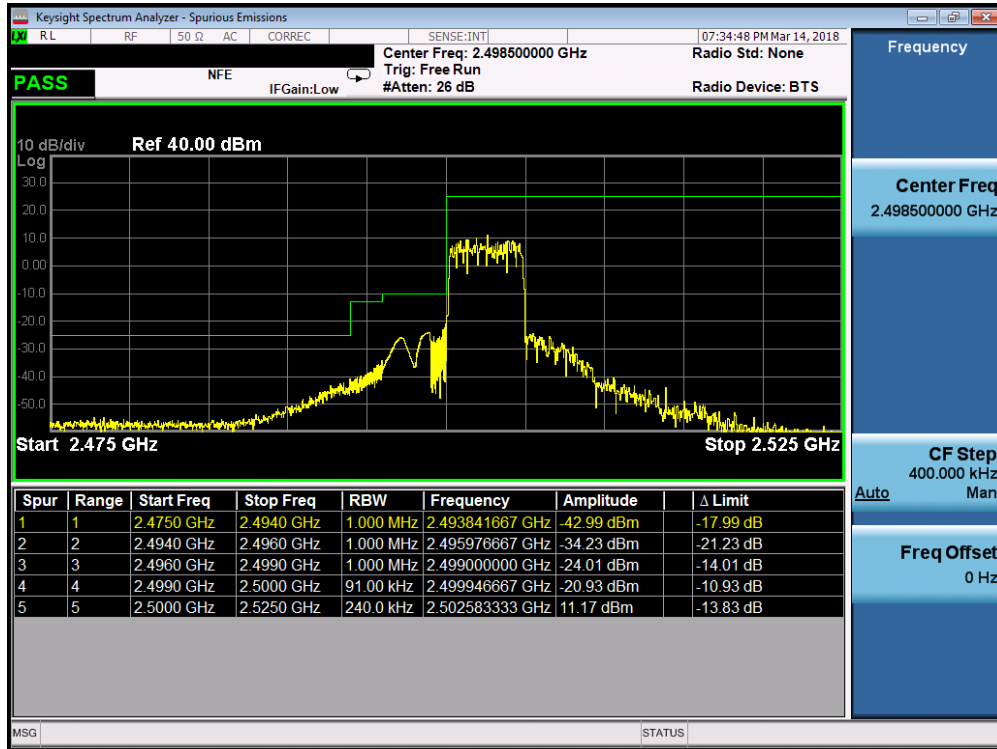 Keysight Spectrum Analyzer - Spurious Emissions
LXI RL RF 50 Ω AC CORREC SENSE:INT 07:34:48 PM Mar 14, 2018
Center Freq: 2.498500000 GHz Radio Std: None
PASS NFE Trig: Free Run
IFGain:Low #Atten: 26 dB Radio Device: BTS
10 dB/div Ref 40.00 dBm
Log
30.0
20.0
10.0
0.00
-10.0
-20.0
-30.0
-40.0
-50.0
Start 2.475 GHz Stop 2.525 GHz
Spur Range Start Freq Stop Freq RBW Frequency Amplitude Δ Limit
1 1 2.4750 GHz 2.4940 GHz 1.000 MHz 2.493841667 GHz -42.99 dBm -17.99 dB
2 2 2.4940 GHz 2.4960 GHz 1.000 MHz 2.495976667 GHz -34.23 dBm -21.23 dB
3 3 2.4960 GHz 2.4990 GHz 1.000 MHz 2.499000000 GHz -24.01 dBm -14.01 dB
4 4 2.4990 GHz 2.5000 GHz 91.00 kHz 2.499946667 GHz -20.93 dBm -10.93 dB
5 5 2.5000 GHz 2.5250 GHz 240.0 kHz 2.502583333 GHz 11.17 dBm -13.83 dB
MSG STATUS
Frequency
Center Freq
2.498500000 GHz
CF Step
400.000 kHz
Auto Man
Freq Offset
0 Hz